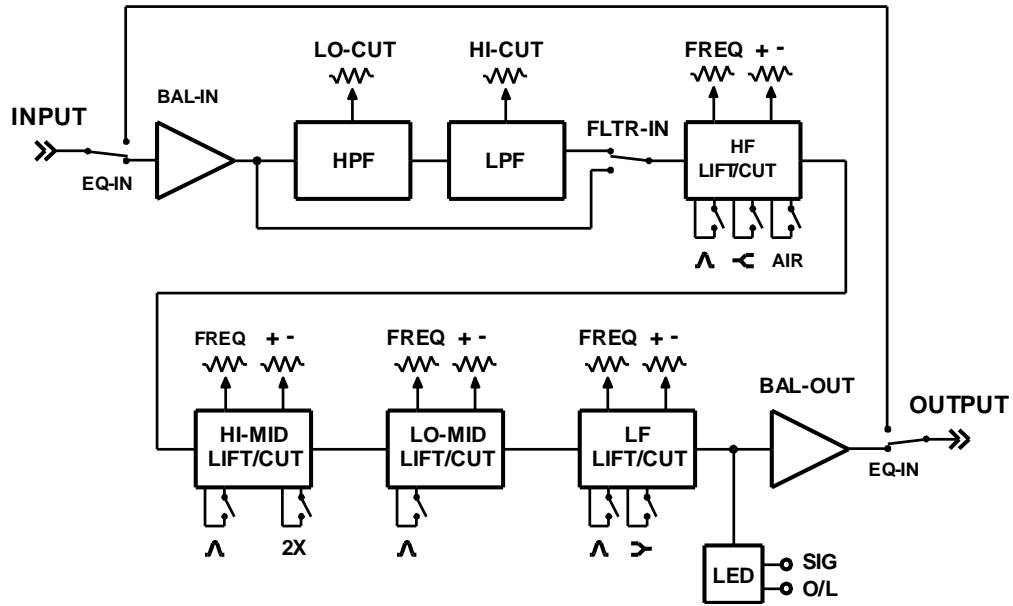 LO-CUT
HI-CUT
FREQ + -
INPUT
BAL-IN
FLTR-IN
EQ-IN
HPF
LPF
HF
LIFT/CUT
AIR
FREQ + -
FREQ + -
FREQ + -
BAL-OUT
OUTPUT
HI-MID
LIFT/CUT
LO-MID
LIFT/CUT
LF
LIFT/CUT
EQ-IN
2X
LED
SIG
O/L